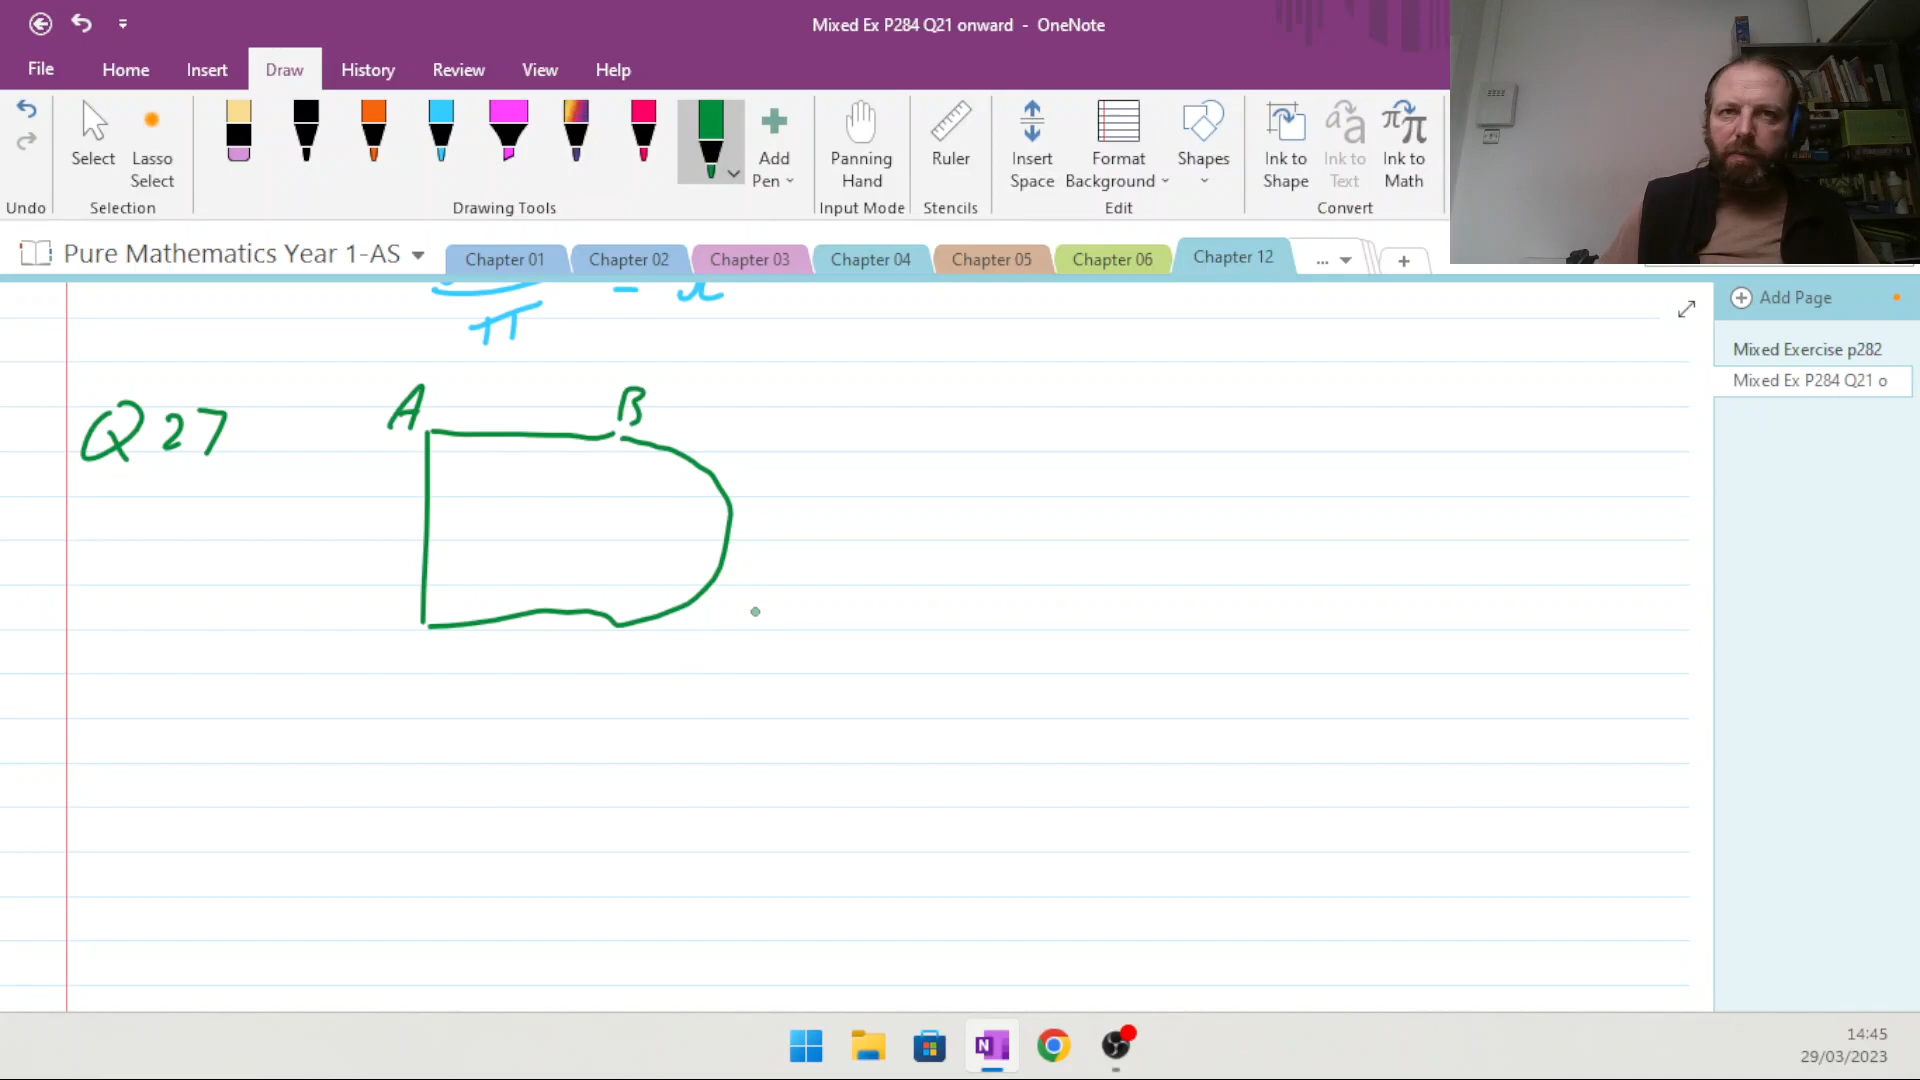 Mixed Ex P284 Q21 onward - OneNote
File Home Insert Draw History Review View Help
Select Lasso Select Add Pen Panning Hand Ruler Insert Space Format Background Shapes Ink to Shape Ink to Text Ink to Math
Undo Selection Drawing Tools Input Mode Stencils Edit Convert
Pure Mathematics Year 1-AS Chapter 01 Chapter 02 Chapter 03 Chapter 04 Chapter 05 Chapter 06 Chapter 12 ... +
Add Page
Mixed Exercise p282
Mixed Ex P284 Q21 o
π = x
A B
Q27
14:45
29/03/2023